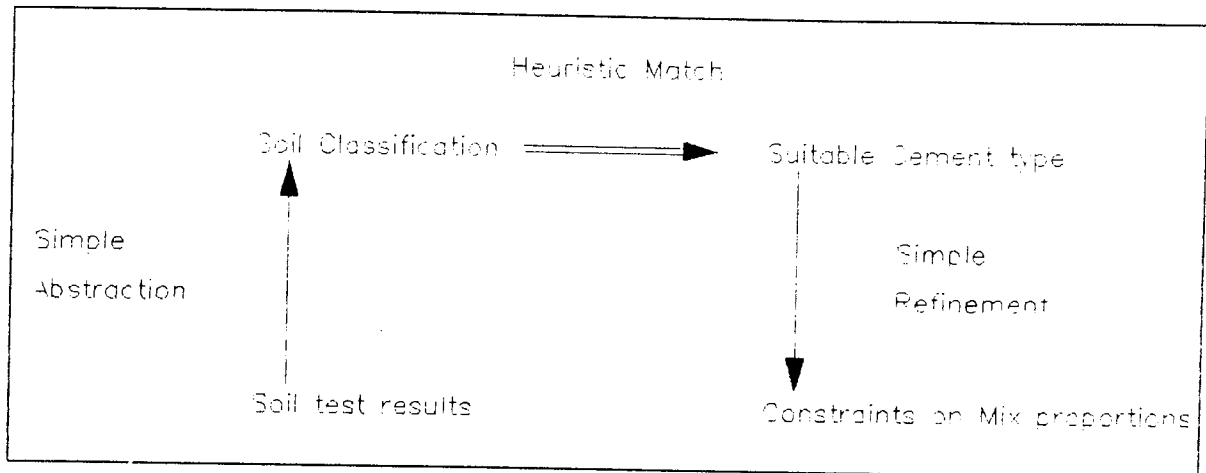 Heuristic Match
Soil Classification
Suitable Cement type
Simple
Abstraction
Simple
Refinement
Soil test results
Constraints on Mix proportions